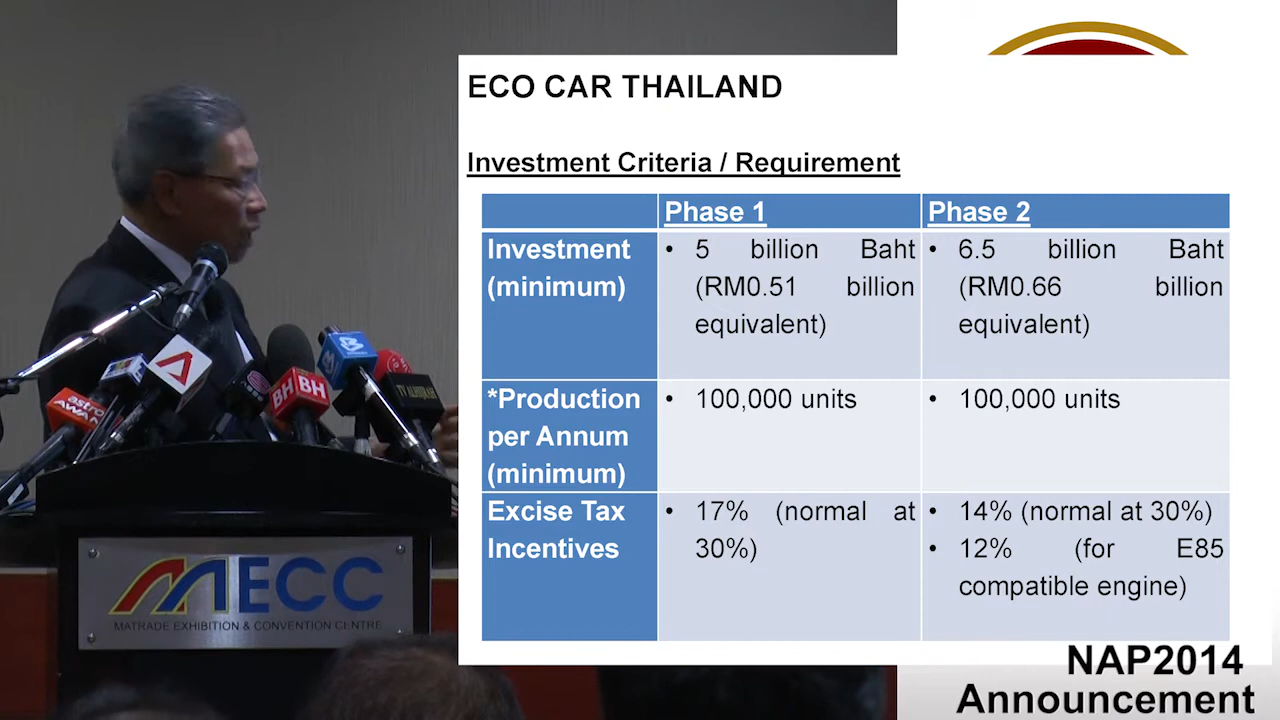 ECO CAR THAILAND
Investment Criteria / Requirement
Phase 1
Phase 2
Investment
(minimum)
• 5 billion Baht
(RM0.51 billion
equivalent)
• 6.5 billion Baht
(RM0.66 billion
equivalent)
*Production
per Annum
(minimum)
• 100,000 units
• 100,000 units
Excise Tax
Incentives
• 17% (normal at
30%)
• 14% (normal at 30%)
• 12% (for E85
compatible engine)
NAP2014
Announcement
astro
AWANI
BH BH
MECC
MATRADE EXHIBITION & CONVENTION CENTRE